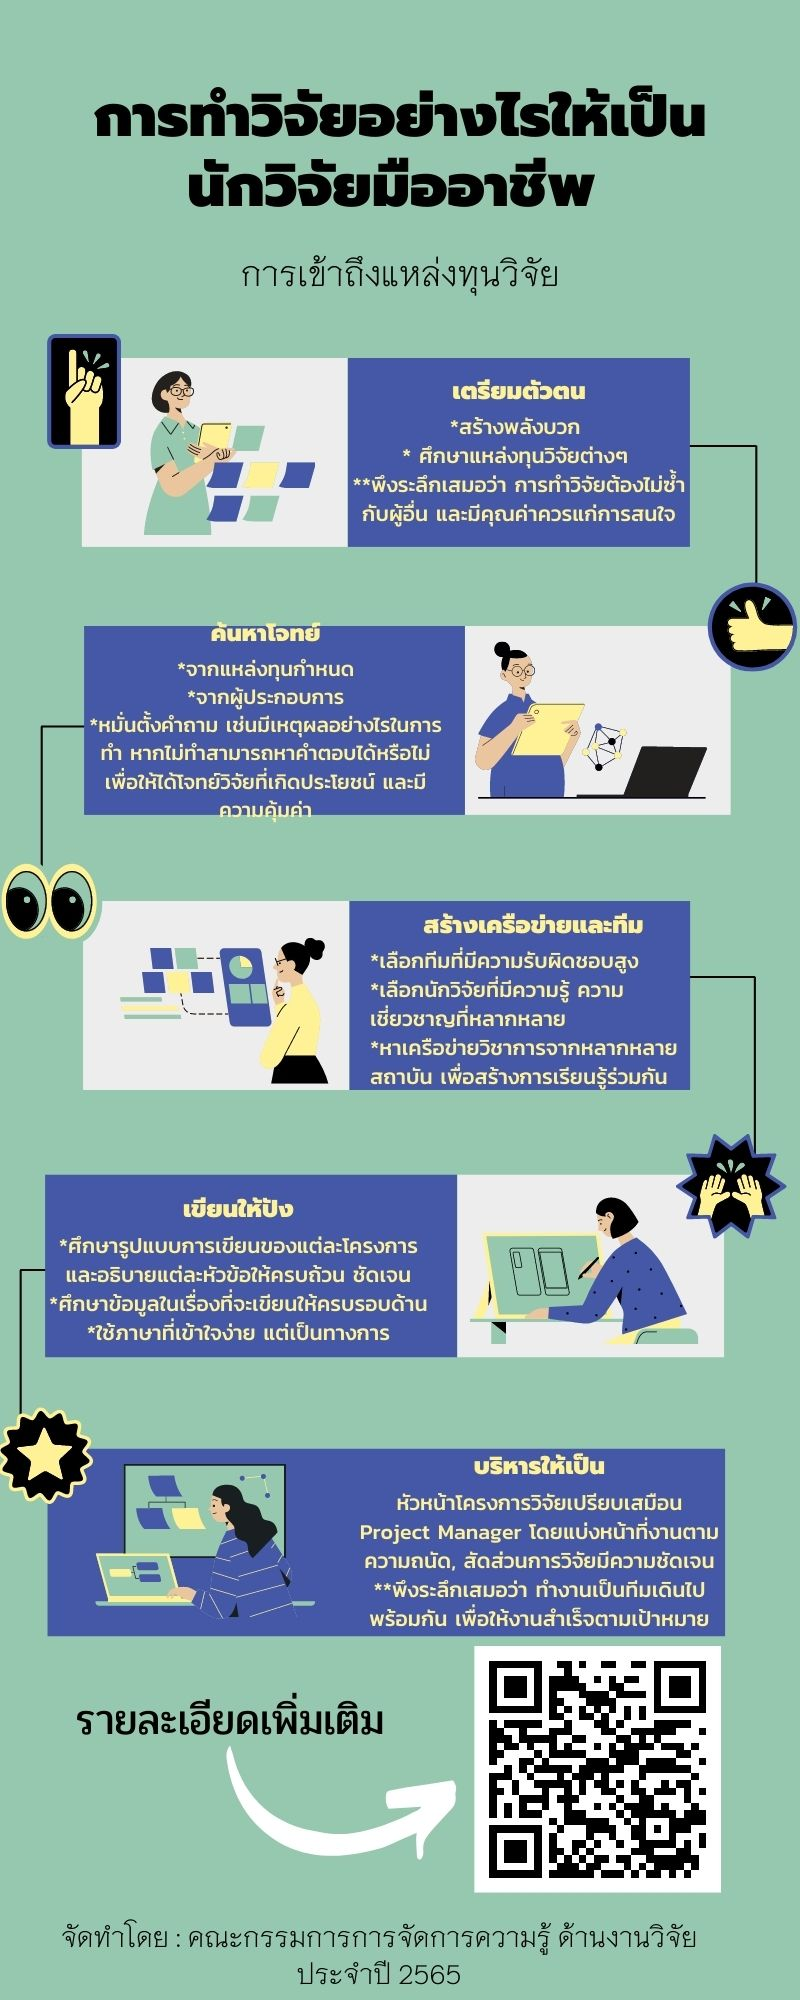 การทำวิจัยอย่างไรให้เป็น
นักวิจัยมืออาชีพ
การเข้าถึงแหล่งทุนวิจัย
เตรียมตัวตน
*สร้างพลังบวก
* ศึกษาแหล่งทุนวิจัยต่างๆ
**พึงระลึกเสมอว่า การทำวิจัยต้องไม่ซ้ำ
กับผู้อื่น และมีคุณค่าควรแก่การสนใจ
ค้นหาโจทย์
*จากแหล่งทุนกำหนด
*จากผู้ประกอบการ
*หมั่นตั้งคำถาม เช่นมีเหตุผลอย่างไรในการ
ทำ หากไม่ทำสามารถหาคำตอบได้หรือไม่
เพื่อให้ได้โจทย์วิจัยที่เกิดประโยชน์ และมี
ความคุ้มค่า
สร้างเครือข่ายและทีม
*เลือกทีมที่มีความรับผิดชอบสูง
*เลือกนักวิจัยที่มีความรู้ ความ
เชี่ยวชาญที่หลากหลาย
*หาเครือข่ายวิชาการจากหลากหลาย
สถาบัน เพื่อสร้างการเรียนรู้ร่วมกัน
เขียนให้ปัง
*ศึกษารูปแบบการเขียนของแต่ละโครงการ
และอธิบายแต่ละหัวข้อให้ครบถ้วน ชัดเจน
*ศึกษาข้อมูลในเรื่องที่จะเขียนให้ครบรอบด้าน
*ใช้ภาษาที่เข้าใจง่าย แต่เป็นทางการ
บริหารให้เป็น
หัวหน้าโครงการวิจัยเปรียบเสมือน
Project Manager โดยแบ่งหน้าที่งานตาม
ความถนัด, สัดส่วนการวิจัยมีความชัดเจน
**พึงระลึกเสมอว่า ทำงานเป็นทีมเดินไป
พร้อมกัน เพื่อให้งานสำเร็จตามเป้าหมาย
รายละเอียดเพิ่มเติม
จัดทำโดย : คณะกรรมการการจัดการความรู้ ด้านงานวิจัย
ประจำปี 2565